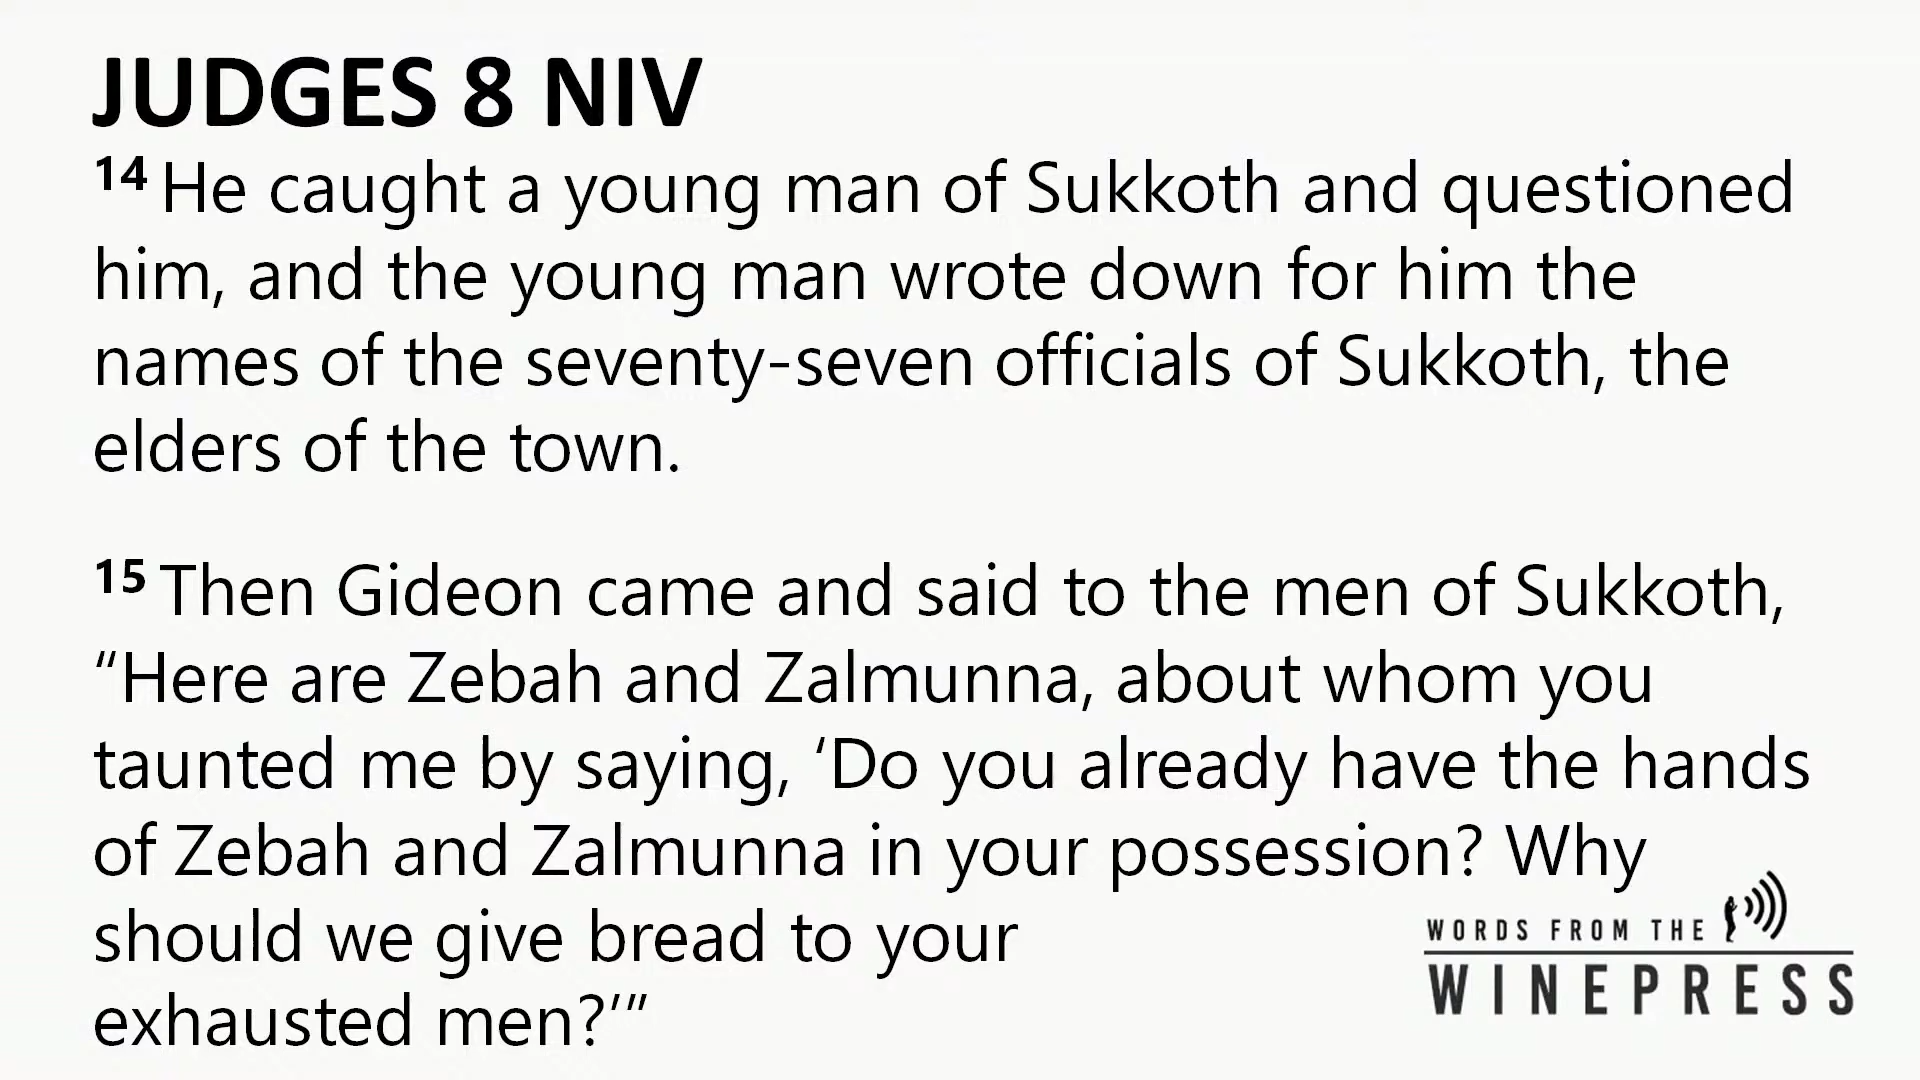 JUDGES 8 NIV
14 He caught a young man of Sukkoth and questioned
him, and the young man wrote down for him the
names of the seventy-seven officials of Sukkoth, the
elders of the town.
15 Then Gideon came and said to the men of Sukkoth,
“Here are Zebah and Zalmunna, about whom you
taunted me by saying, ‘Do you already have the hands
of Zebah and Zalmunna in your possession? Why
should we give bread to your
exhausted men?’”
WORDS FROM THE
WINEPRESS